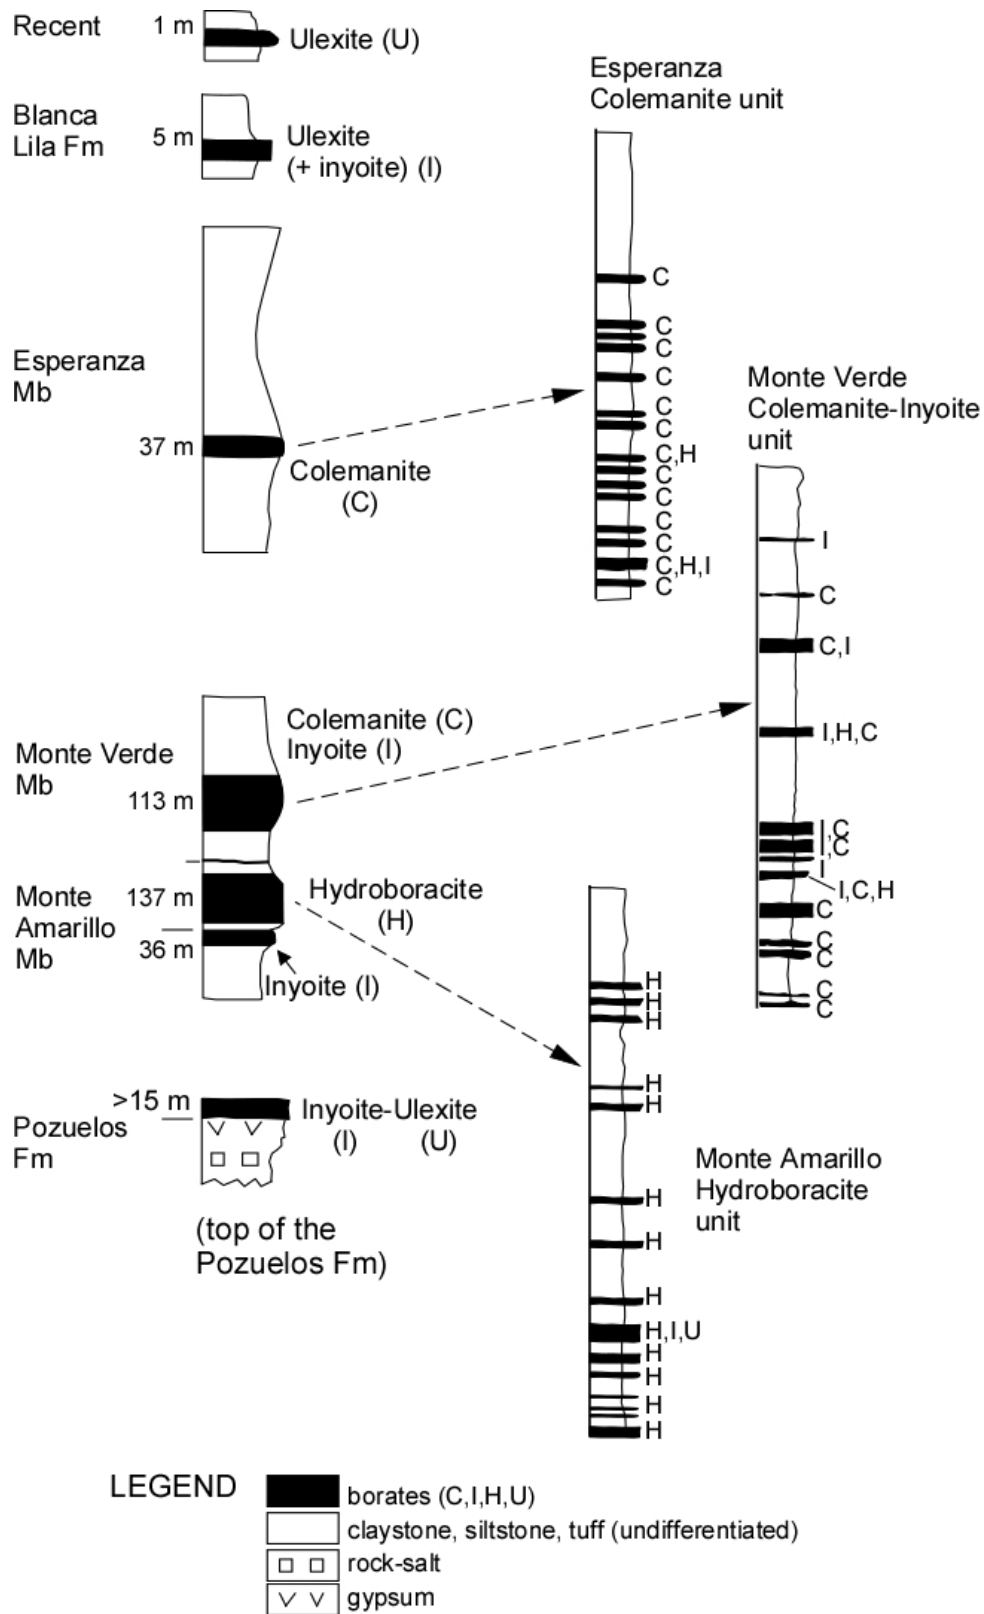 Recent
1 m
Ulexite (U)
Blanca
Lila Fm
5 m
Ulexite
(+ inyoite) (I)
Esperanza
Mb
37 m
Colemanite
(C)
Esperanza
Colemanite unit
C
C
C
C
C
C
C,H
C
C
C
C
C,H,I
C
Monte Verde
Mb
113 m
Colemanite (C)
Inyoite (I)
Monte Verde
Colemanite-Inyoite
unit
I
C
C,I
I,H,C
I,C
I,C
I
I,C,H
C
C
C
C
C
Monte
Amarillo
Mb
137 m
36 m
Hydroboracite
(H)
Inyoite (I)
H
H
H
H
H
H
H
H
H,I,U
H
H
H
H
Monte Amarillo
Hydroboracite
unit
>15 m
Pozuelos
Fm
Inyoite-Ulexite
(I) (U)
(top of the
Pozuelos Fm)
LEGEND
borates (C,I,H,U)
claystone, siltstone, tuff (undifferentiated)
rock-salt
gypsum